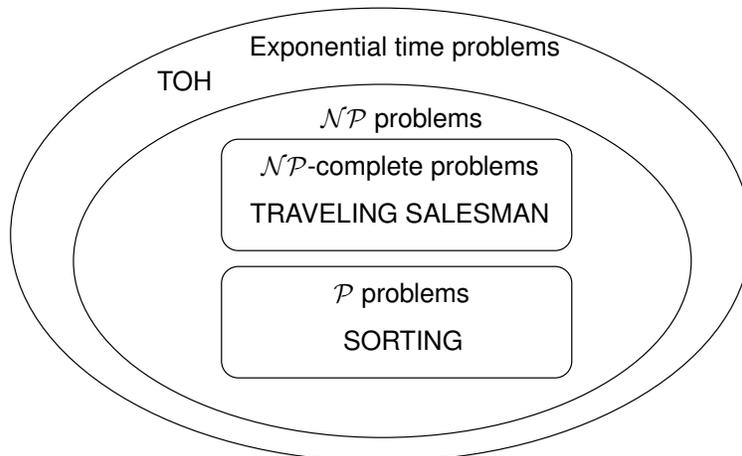 Exponential time problems
TOH
𝒩𝒫 problems
𝒩𝒫-complete problems
TRAVELING SALESMAN
𝒫 problems
SORTING